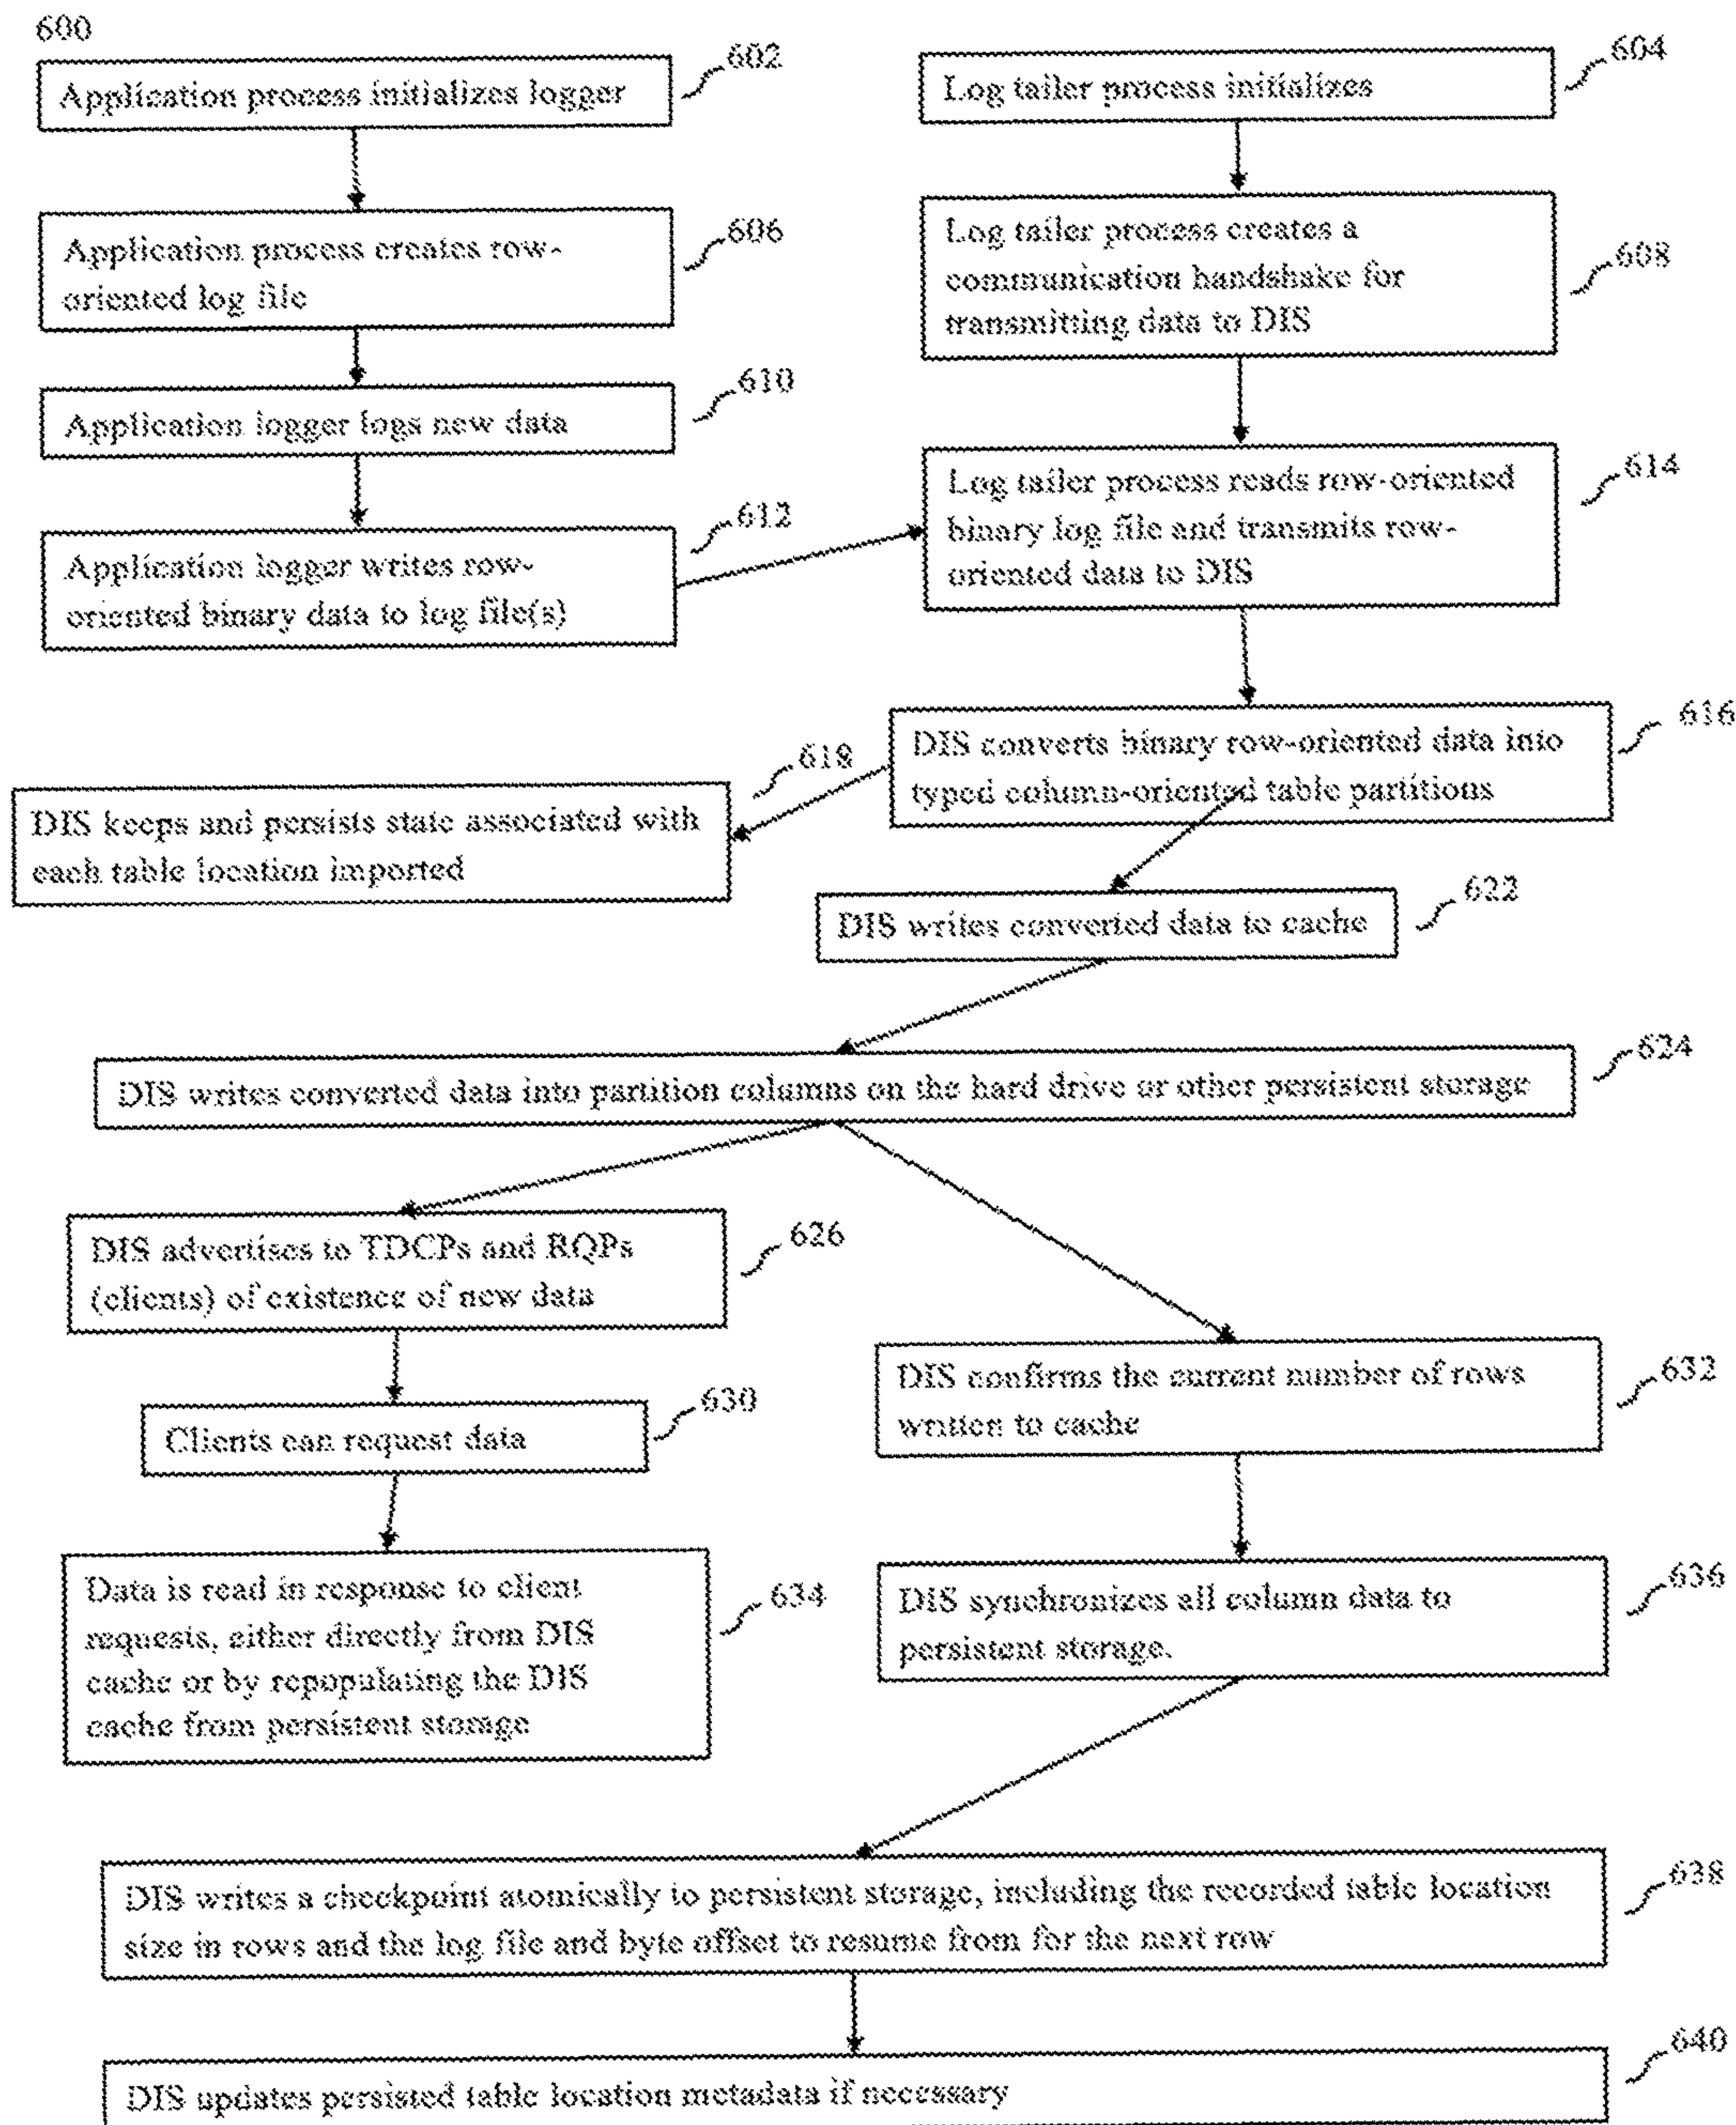 600
Application process initializes logger
602
Log tailer process initializes
604
Application process creates row-
oriented log file
606
Log tailer process creates a
communication handshake for
transmitting data to DIS
608
Application logger logs new data
610
Log tailer process reads row-oriented
binary log file and transmits row-
oriented data to DIS
614
Application logger writes row-
oriented binary data to log file(s)
612
DIS converts binary row-oriented data into
typed column-oriented table partitions
616
DIS keeps and persists state associated with
each table location imported
618
DIS writes converted data to cache
622
DIS writes converted data into partition columns on the hard drive or other persistent storage
624
DIS advertises to TDCPs and RQPs
(clients) of existence of new data
626
DIS confirms the current number of rows
written to cache
632
Clients can request data
630
Data is read in response to client
requests, either directly from DIS
cache or by repopulating the DIS
cache from persistent storage
634
DIS synchronizes all column data to
persistent storage.
636
DIS writes a checkpoint atomically to persistent storage, including the recorded table location
size in rows and the log file and byte offset to resume from for the next row
638
DIS updates persisted table location metadata if necessary
640